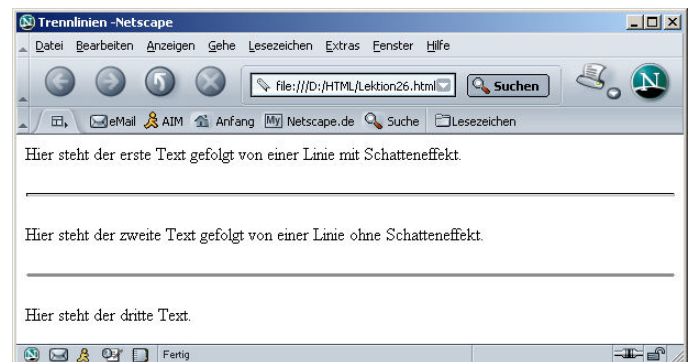 Trennlinien -Netscape
Datei Bearbeiten Anzeigen Gehe Lesezeichen Extras Fenster Hilfe
file:///D:/HTML/Lektion26.html Suchen N
eMail AIM Anfang My Netscape.de Suche Lesezeichen
Hier steht der erste Text gefolgt von einer Linie mit Schatteneffekt.
Hier steht der zweite Text gefolgt von einer Linie ohne Schatteneffekt.
Hier steht der dritte Text.
Fertig